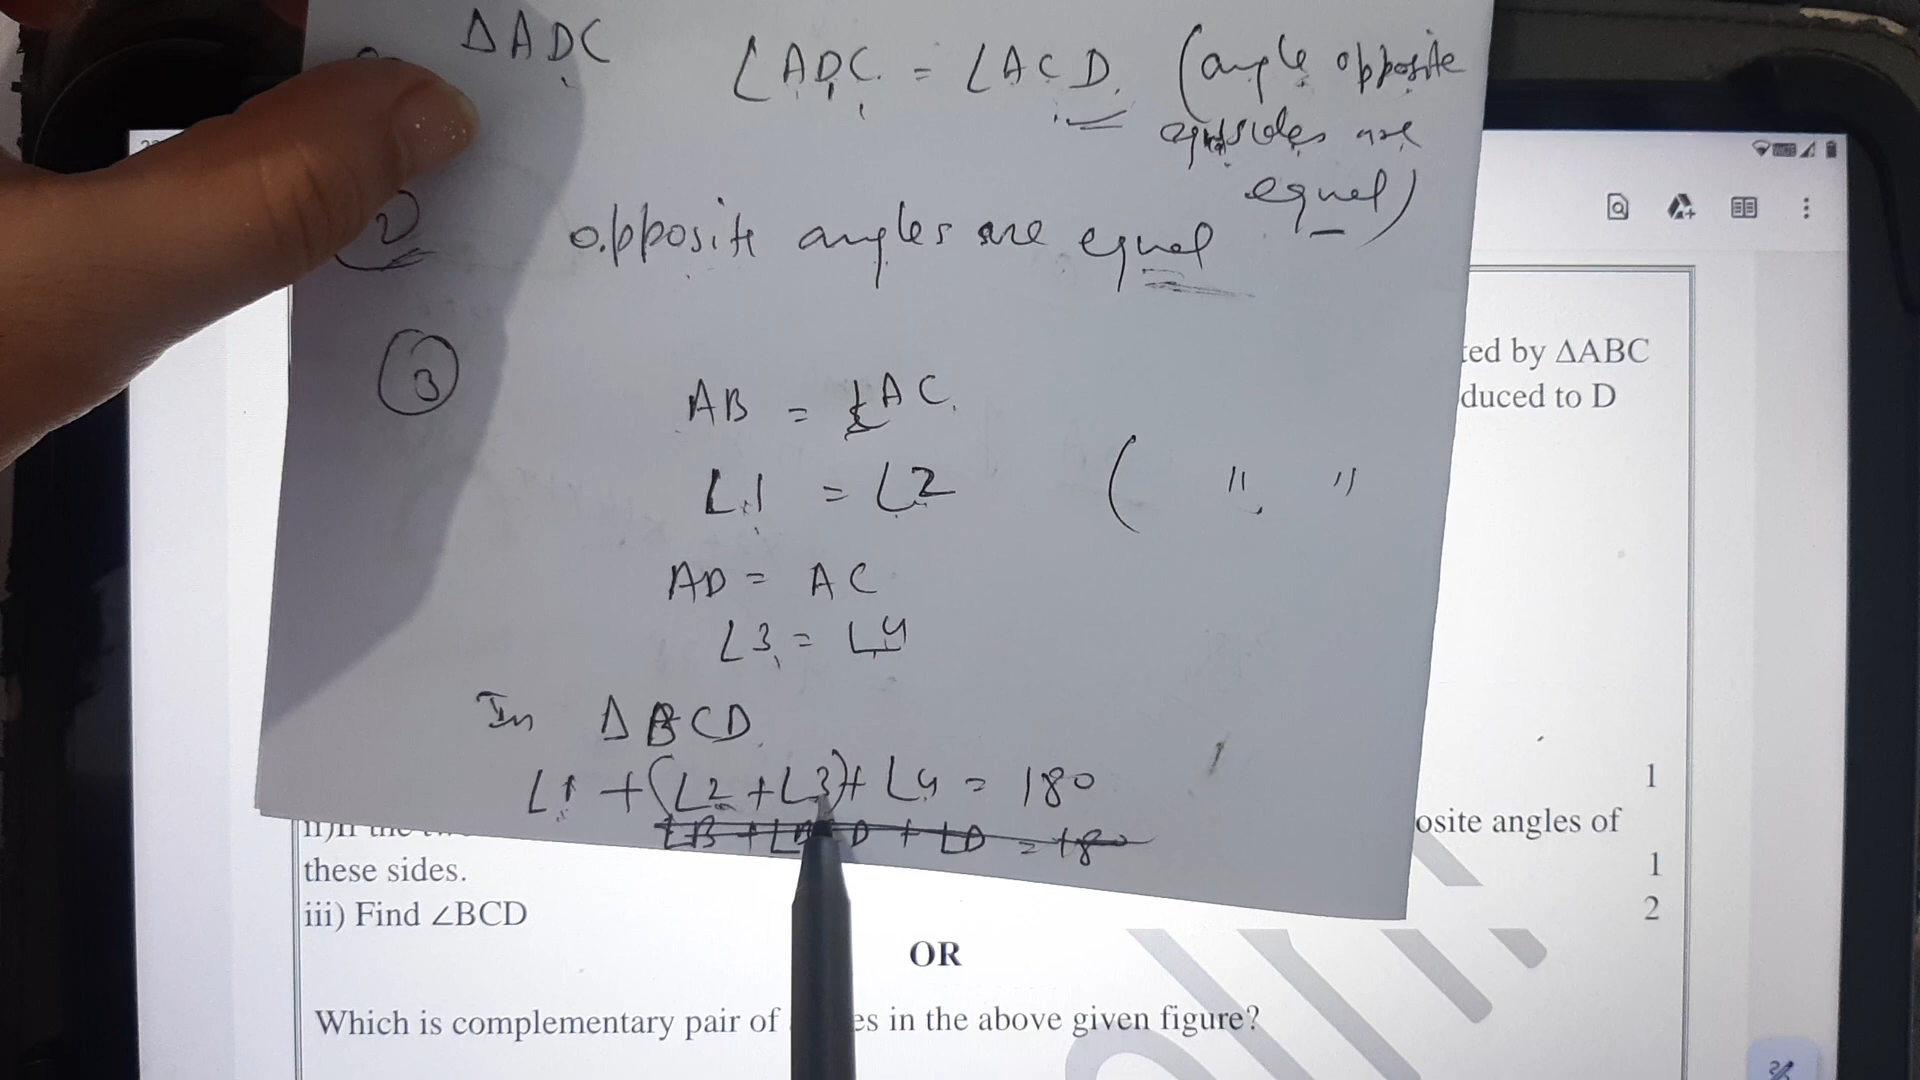 ΔADC
∠ADC = ∠ACD (angle opposite
sides are
equal)
2
opposite angles are equal
3
AB = AC
∠1 = ∠2 ( " "
AD = AC
∠3 = ∠4
In ΔBCD
∠1 + (∠2 + ∠3) + ∠4 = 180
ted by ΔABC
duced to D
1
osite angles of
these sides.
1
iii) Find ∠BCD
2
OR
Which is complementary pair of es in the above given figure?